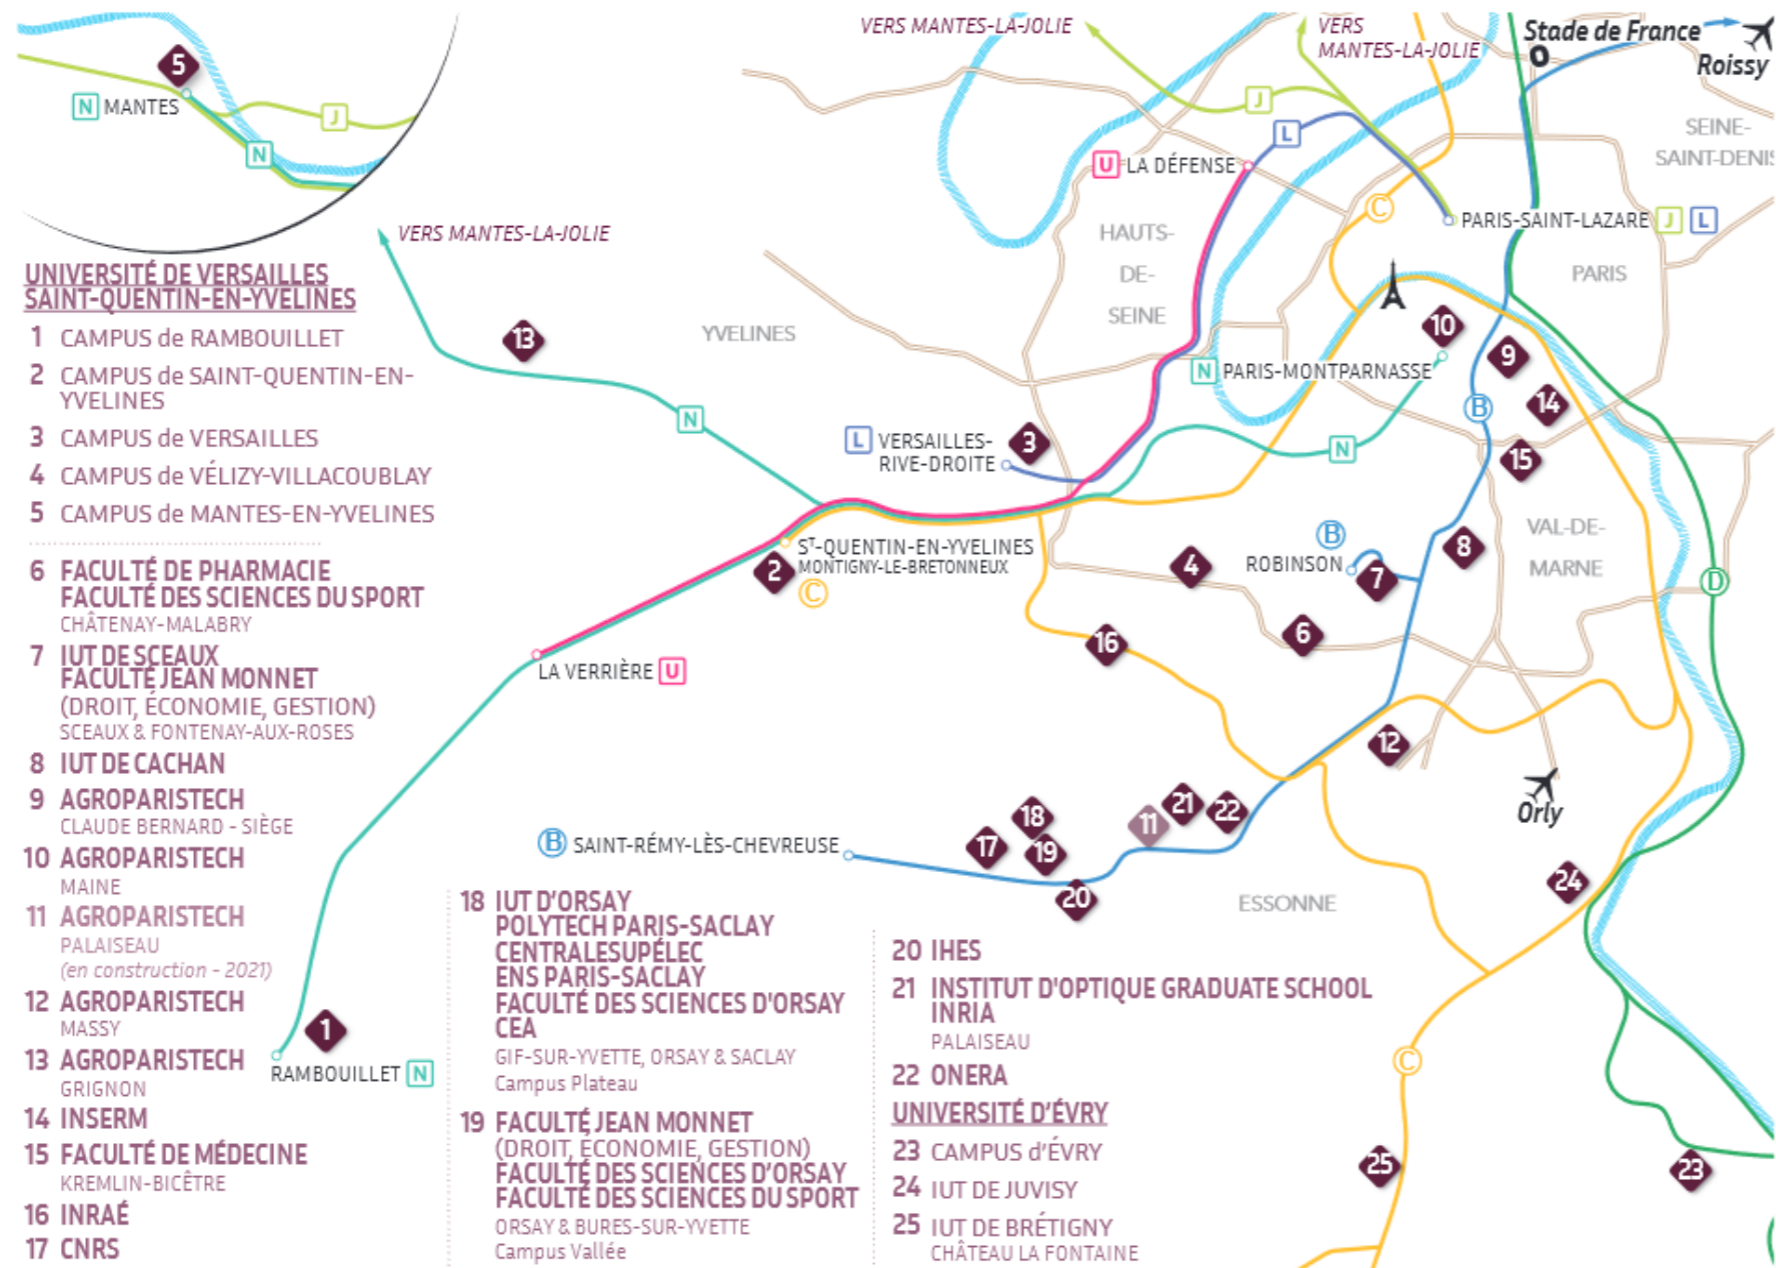 VERS MANTES-LA-JOLIE
VERS
MANTES-LA-JOLIE
Stade de France
Roissy
5
N MANTES
J
N
J
L
SEINE-
SAINT-DENIS
U LA DÉFENSE
C
PARIS-SAINT-LAZARE J L
VERS MANTES-LA-JOLIE
HAUTS-
DE-
SEINE
PARIS
YVELINES
13
10
9
N PARIS-MONTPARNASSE
B
14
N
L VERSAILLES-
RIVE-DROITE
3
N
15
VAL-DE-
MARNE
B
ROBINSON
8
7
4
D
ST-QUENTIN-EN-YVELINES
MONTIGNY-LE-BRETONNEUX
2
C
16
6
LA VERRIÈRE U
12
Orly
18
11
21
22
B SAINT-RÉMY-LÈS-CHEVREUSE
17
19
20
24
ESSONNE
1
RAMBOUILLET N
C
25
23
UNIVERSITÉ DE VERSAILLES
SAINT-QUENTIN-EN-YVELINES
1 CAMPUS de RAMBOUILLET
2 CAMPUS de SAINT-QUENTIN-EN-
YVELINES
3 CAMPUS de VERSAILLES
4 CAMPUS de VÉLIZY-VILLACOUBLAY
5 CAMPUS de MANTES-EN-YVELINES
6 FACULTÉ DE PHARMACIE
FACULTÉ DES SCIENCES DU SPORT
CHÂTENAY-MALABRY
7 IUT DE SCEAUX
FACULTÉ JEAN MONNET
(DROIT, ÉCONOMIE, GESTION)
SCEAUX & FONTENAY-AUX-ROSES
8 IUT DE CACHAN
9 AGROPARISTECH
CLAUDE BERNARD - SIÈGE
10 AGROPARISTECH
MAINE
11 AGROPARISTECH
PALAISEAU
(en construction - 2021)
12 AGROPARISTECH
MASSY
13 AGROPARISTECH
GRIGNON
14 INSERM
15 FACULTÉ DE MÉDECINE
KREMLIN-BICÊTRE
16 INRAÉ
17 CNRS
18 IUT D'ORSAY
POLYTECH PARIS-SACLAY
CENTRALESUPÉLEC
ENS PARIS-SACLAY
FACULTÉ DES SCIENCES D'ORSAY
CEA
GIF-SUR-YVETTE, ORSAY & SACLAY
Campus Plateau
19 FACULTÉ JEAN MONNET
(DROIT, ÉCONOMIE, GESTION)
FACULTÉ DES SCIENCES D'ORSAY
FACULTÉ DES SCIENCES DU SPORT
ORSAY & BURES-SUR-YVETTE
Campus Vallée
20 IHES
21 INSTITUT D'OPTIQUE GRADUATE SCHOOL
INRIA
PALAISEAU
22 ONERA
UNIVERSITÉ D'ÉVRY
23 CAMPUS d'ÉVRY
24 IUT DE JUVISY
25 IUT DE BRÉTIGNY
CHÂTEAU LA FONTAINE